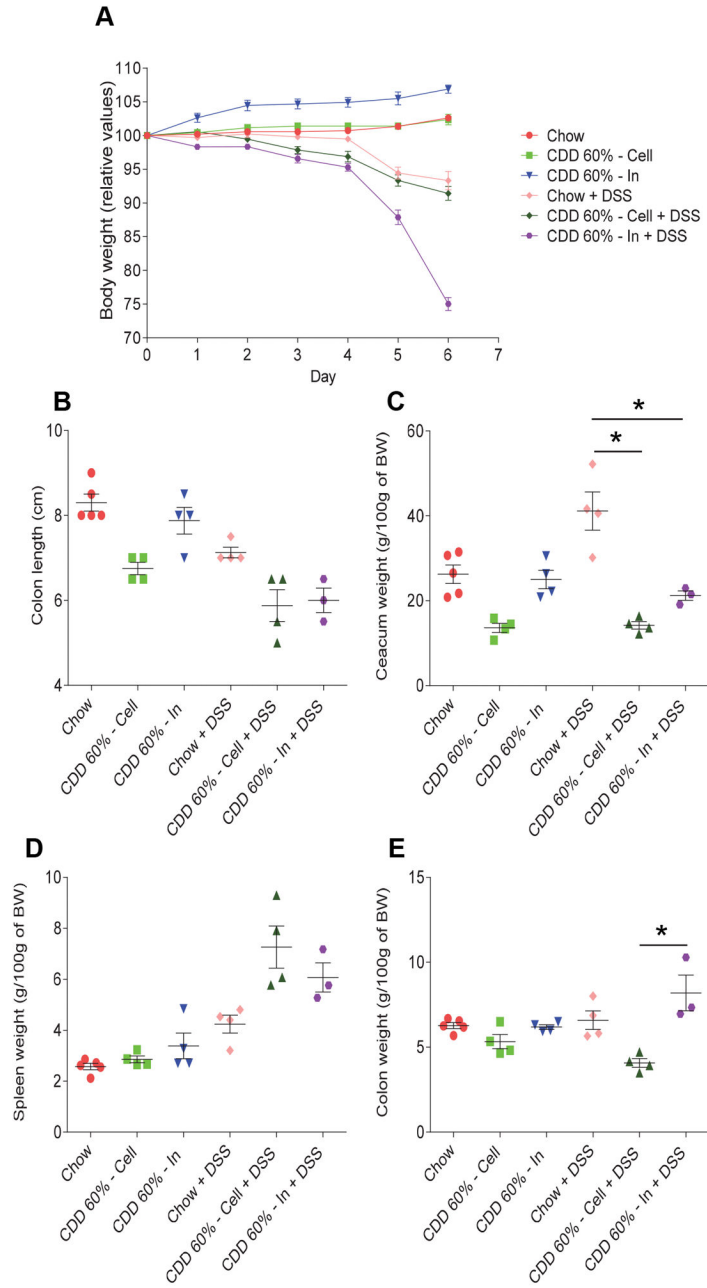 A
Body weight (relative values)
110
105
100
95
90
85
80
75
70
0 1 2 3 4 5 6 7
Day
Chow
CDD 60% - Cell
CDD 60% - In
Chow + DSS
CDD 60% - Cell + DSS
CDD 60% - In + DSS
B
Colon length (cm)
10
8
6
4
Chow
CDD 60% - Cell
CDD 60% - In
Chow + DSS
CDD 60% - Cell + DSS
CDD 60% - In + DSS
C
Ceacum weight (g/100g of BW)
60
40
20
0
*
*
Chow
CDD 60% - Cell
CDD 60% - In
Chow + DSS
CDD 60% - Cell + DSS
CDD 60% - In + DSS
D
Spleen weight (g/100g of BW)
10
8
6
4
2
0
Chow
CDD 60% - Cell
CDD 60% - In
Chow + DSS
CDD 60% - Cell + DSS
CDD 60% - In + DSS
E
Colon weight (g/100g of BW)
15
10
5
0
*
Chow
CDD 60% - Cell
CDD 60% - In
Chow + DSS
CDD 60% - Cell + DSS
CDD 60% - In + DSS